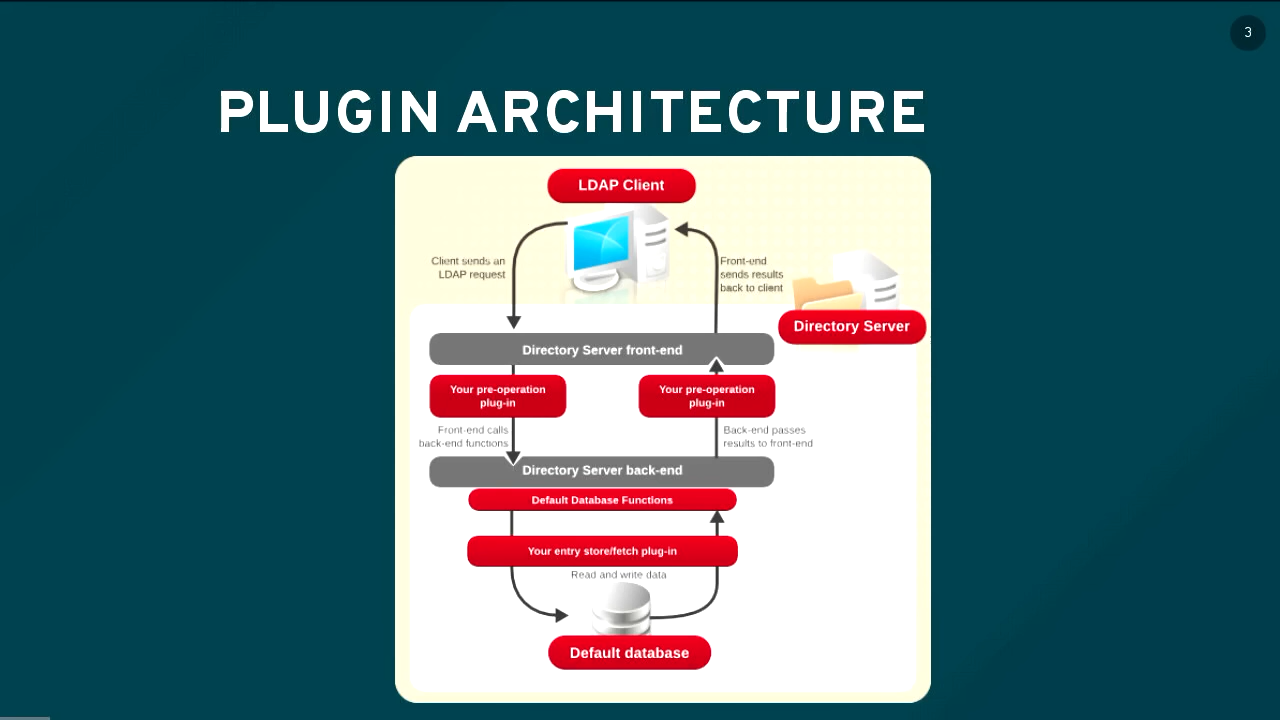 3
PLUGIN ARCHITECTURE
LDAP Client
Client sends an
LDAP request
Front-end
sends results
back to client
Directory Server
Directory Server front-end
Your pre-operation
plug-in
Your pre-operation
plug-in
Front-end calls
back-end functions
Back-end passes
results to front-end
Directory Server back-end
Default Database Functions
Your entry store/fetch plug-in
Read and write data
Default database